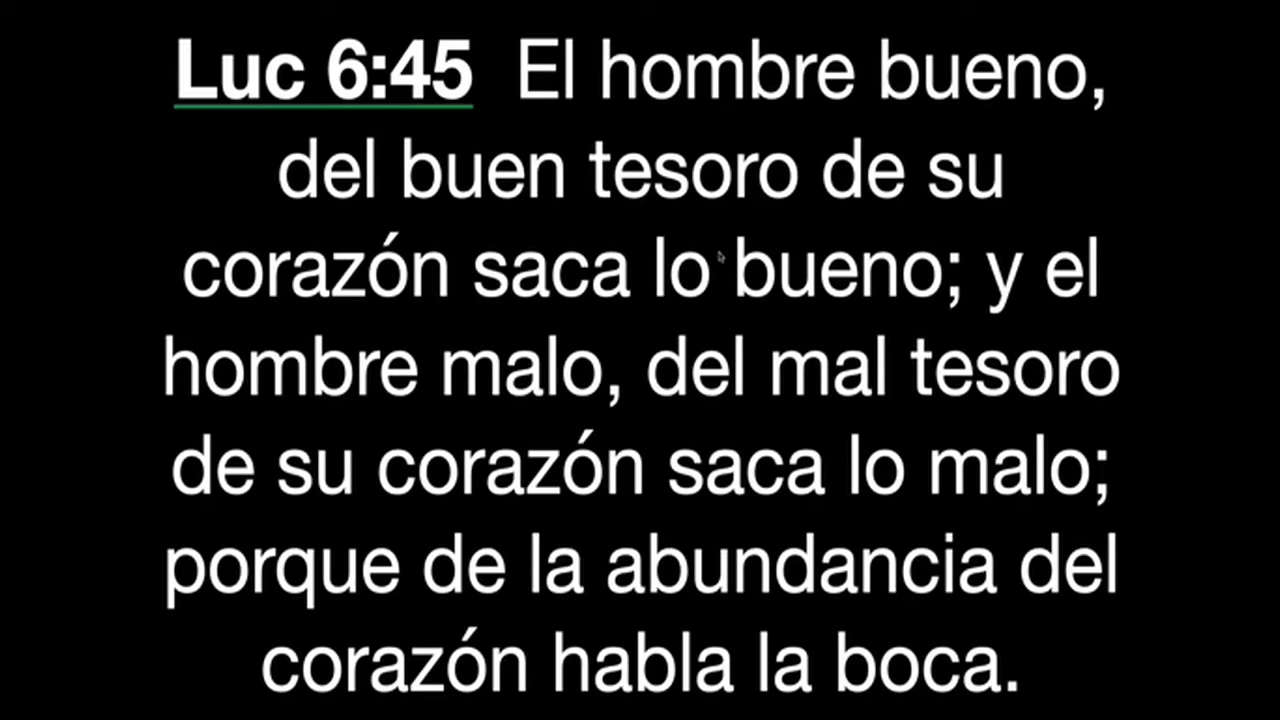 Luc 6:45 El hombre bueno,
del buen tesoro de su
corazón saca lo bueno; y el
hombre malo, del mal tesoro
de su corazón saca lo malo;
porque de la abundancia del
corazón habla la boca.